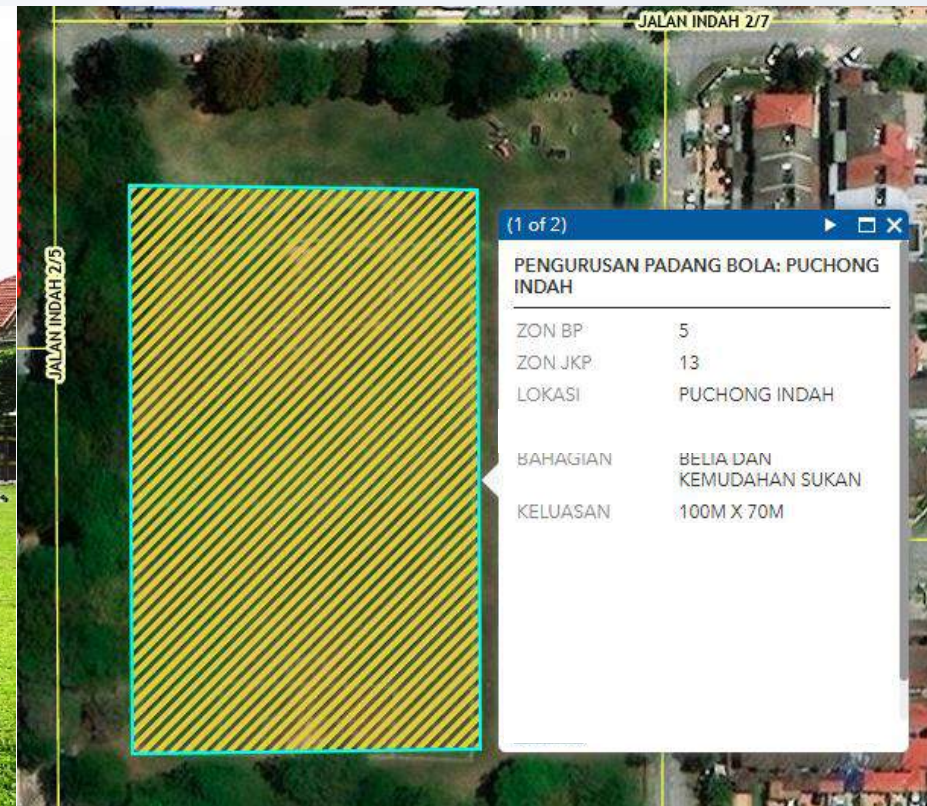 JALAN INDAH 2/7
JALAN INDAH 2/5
(1 of 2)
PENGURUSAN PADANG BOLA: PUCHONG
INDAH
ZON BP 5
ZON JKP 13
LOKASI PUCHONG INDAH
BAHAGIAN BELIA DAN
KEMUDAHAN SUKAN
KELUASAN 100M X 70M